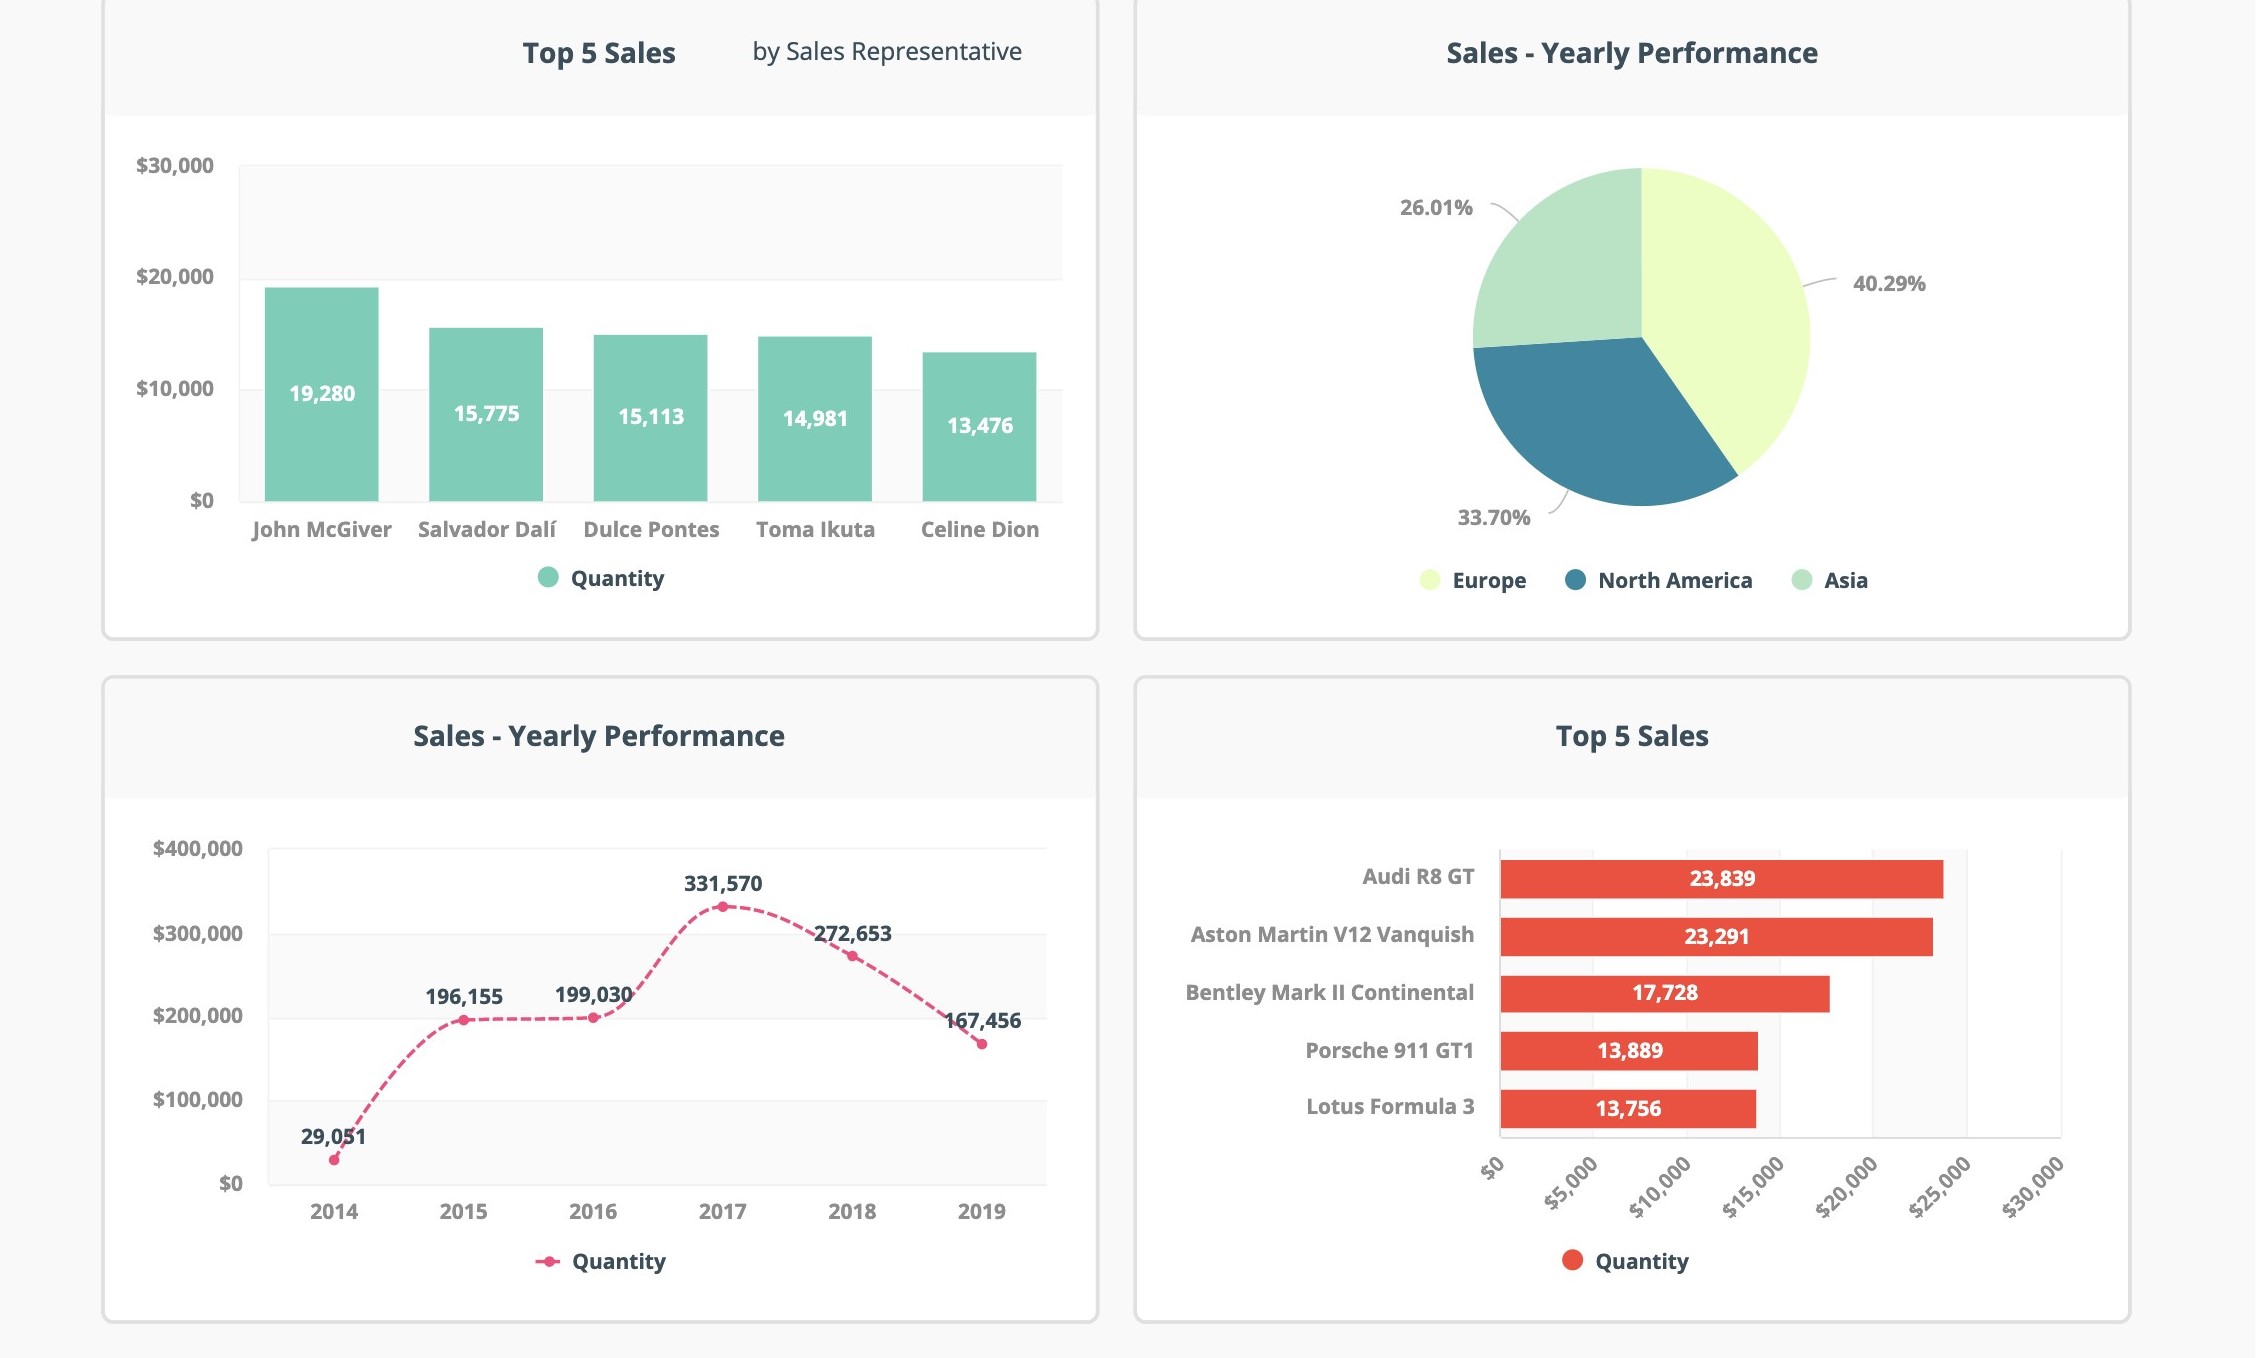 Top 5 Sales by Sales Representative
$30,000
$20,000
$10,000
$0
19,280 15,775 15,113 14,981 13,476
John McGiver Salvador Dalí Dulce Pontes Toma Ikuta Celine Dion
Quantity
Sales - Yearly Performance
26.01%
40.29%
33.70%
Europe North America Asia
Sales - Yearly Performance
$400,000
$300,000
$200,000
$100,000
$0
29,051 196,155 199,030 331,570 272,653 167,456
2014 2015 2016 2017 2018 2019
Quantity
Top 5 Sales
Audi R8 GT 23,839
Aston Martin V12 Vanquish 23,291
Bentley Mark II Continental 17,728
Porsche 911 GT1 13,889
Lotus Formula 3 13,756
$0 $5,000 $10,000 $15,000 $20,000 $25,000 $30,000
Quantity